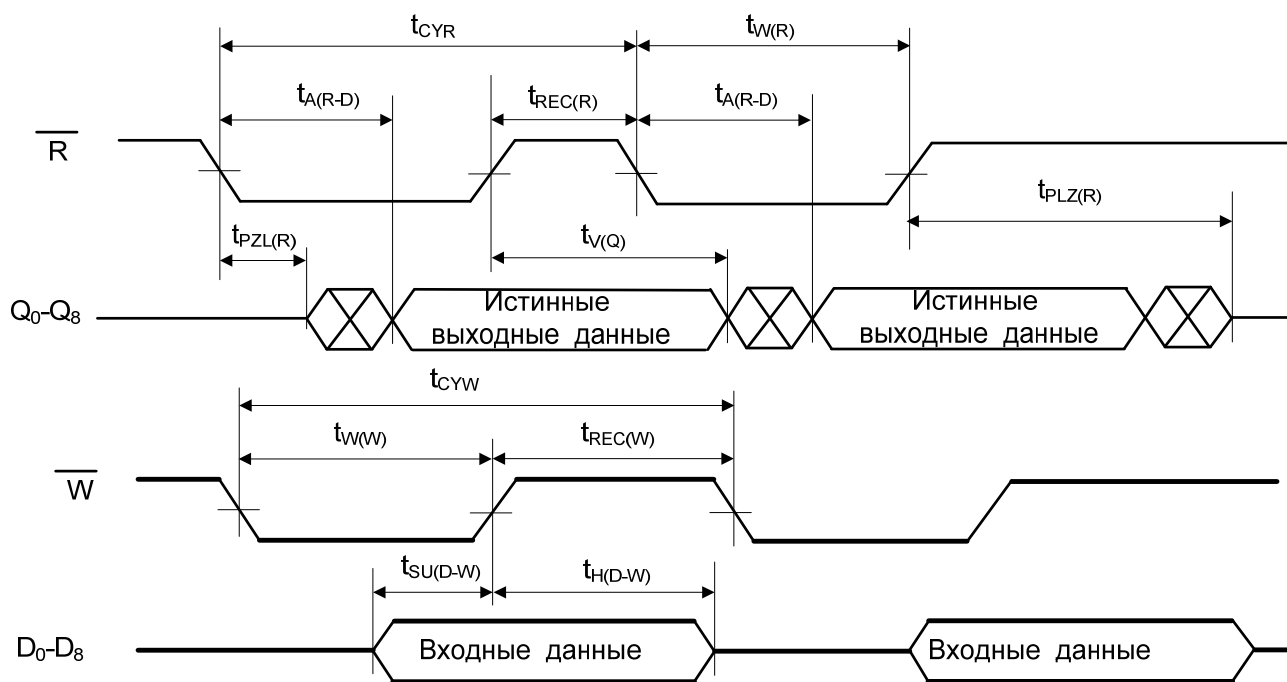 tCYR
tW(R)
tA(R-D)
tREC(R)
tA(R-D)
R
tPLZ(R)
tPZL(R)
tV(Q)
Q0-Q8
Истинные
выходные данные
Истинные
выходные данные
tCYW
tW(W)
tREC(W)
W
tSU(D-W)
tH(D-W)
D0-D8
Входные данные
Входные данные